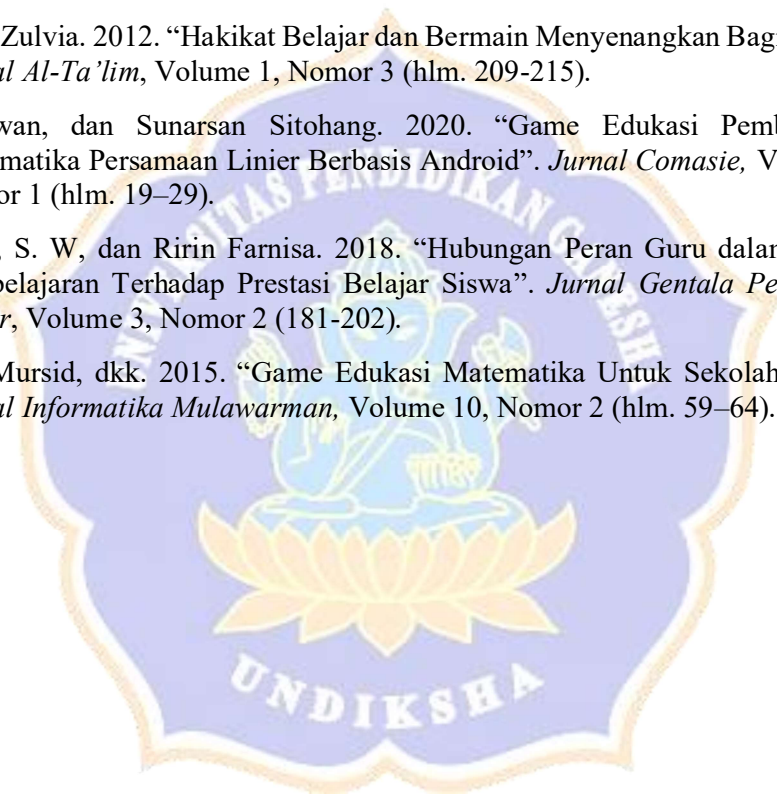 Zulvia. 2012. “Hakikat Belajar dan Bermain Menyenangkan Bag
al Al-Ta’lim, Volume 1, Nomor 3 (hlm. 209-215).
wan, dan Sunarsan Sitohang. 2020. “Game Edukasi Pemb
matika Persamaan Linier Berbasis Android”. Jurnal Comasie, V
or 1 (hlm. 19–29).
, S. W, dan Ririn Farnisa. 2018. “Hubungan Peran Guru dalam
belajaran Terhadap Prestasi Belajar Siswa”. Jurnal Gentala Pe
r, Volume 3, Nomor 2 (181-202).
Mursid, dkk. 2015. “Game Edukasi Matematika Untuk Sekolah
al Informatika Mulawarman, Volume 10, Nomor 2 (hlm. 59–64).
UNIVERSITAS PENDIDIKAN GANESHA
UNDIKSHA